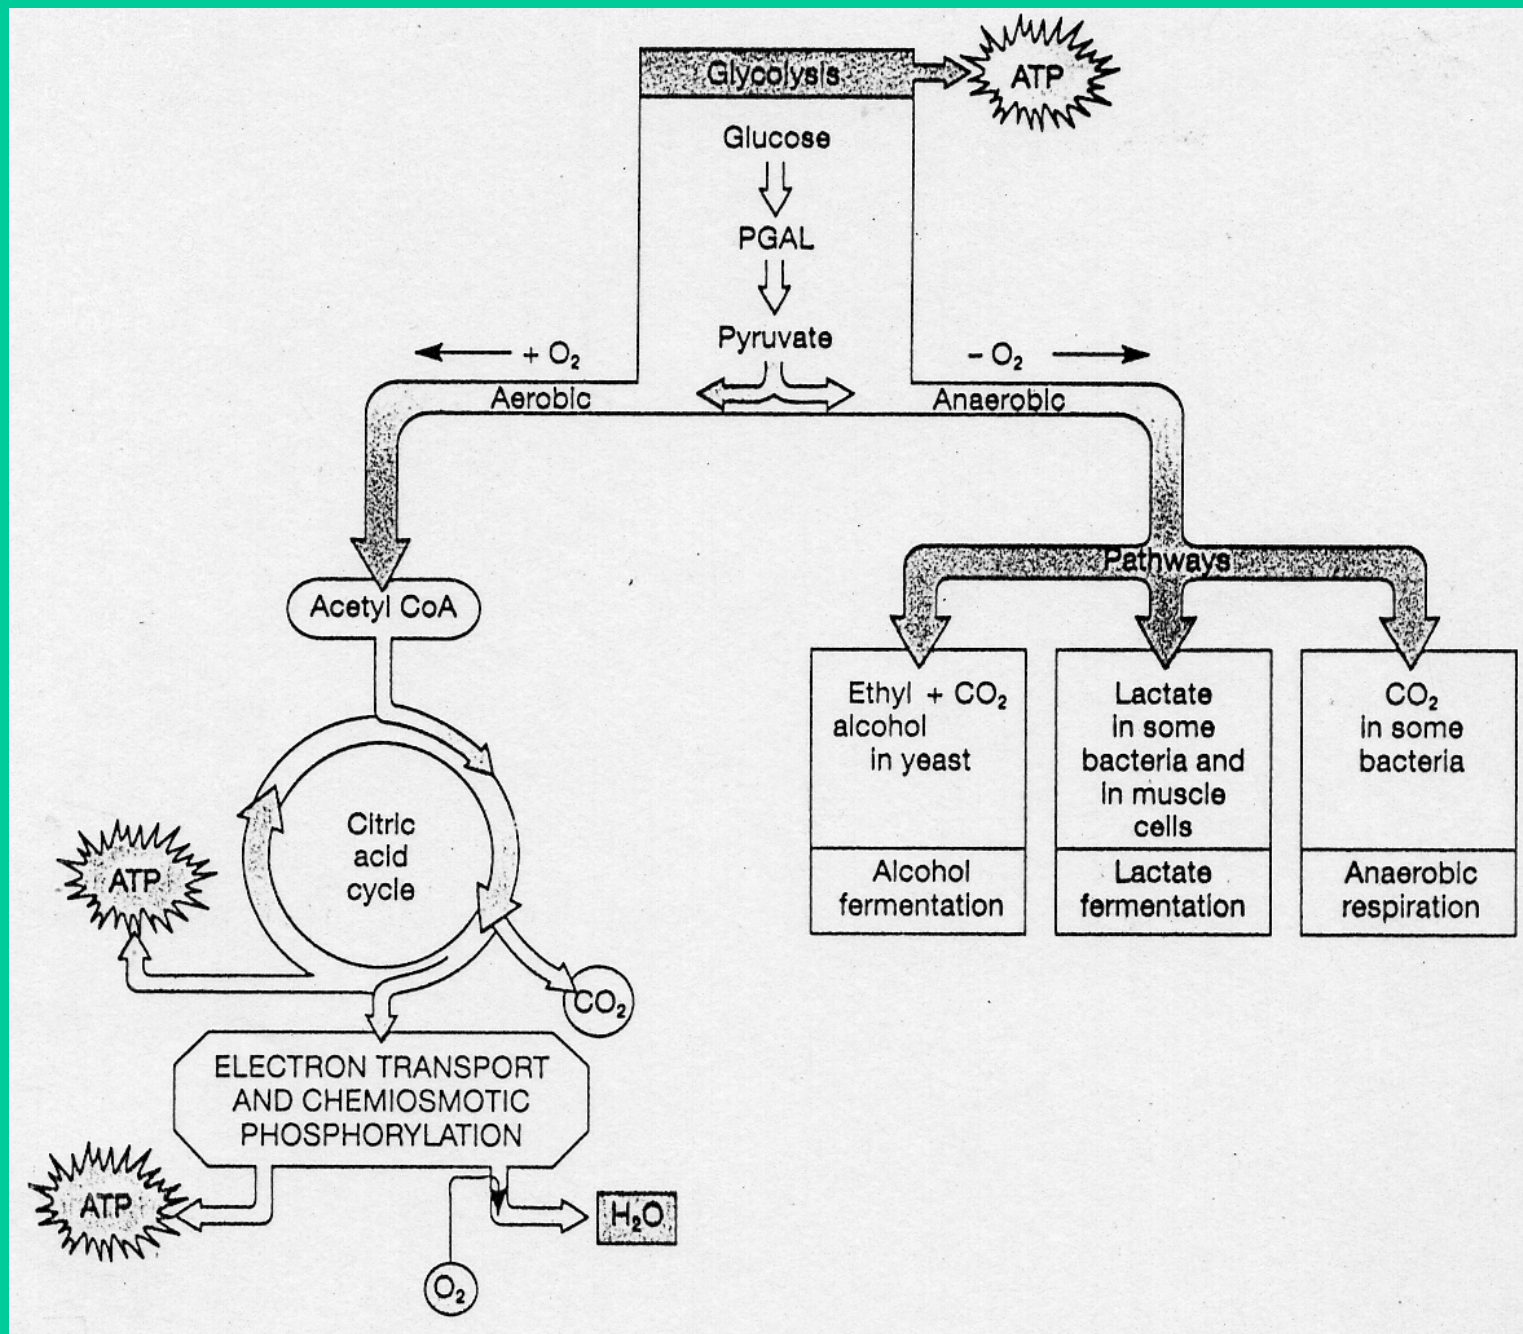 Glycolysis
ATP
Glucose
PGAL
Pyruvate
+ O₂
Aerobic
− O₂
Anaerobic
Pathways
Acetyl CoA
Citric
acid
cycle
ATP
CO₂
ELECTRON TRANSPORT
AND CHEMIOSMOTIC
PHOSPHORYLATION
ATP
H₂O
O₂
Ethyl + CO₂
alcohol
in yeast
Alcohol
fermentation
Lactate
in some
bacteria and
in muscle
cells
Lactate
fermentation
CO₂
in some
bacteria
Anaerobic
respiration